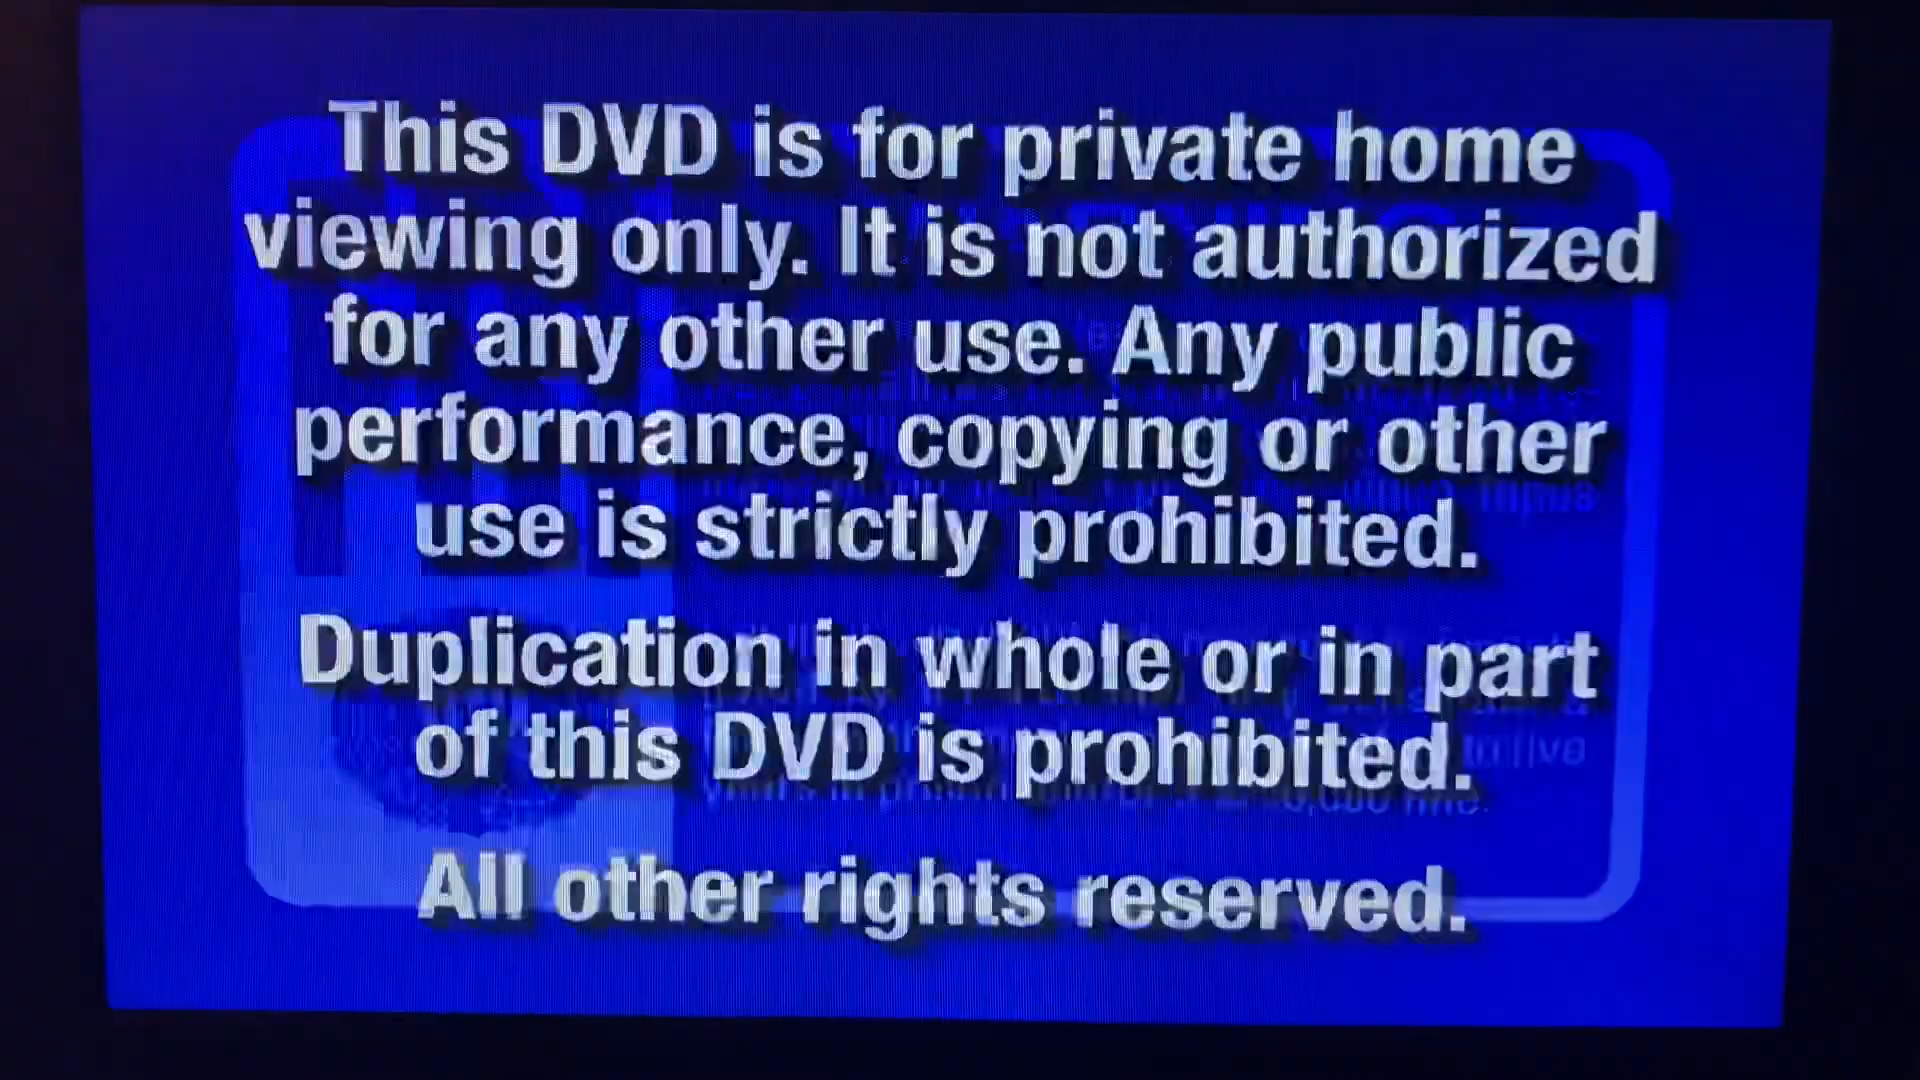 This DVD is for private home
viewing only. It is not authorized
for any other use. Any public
performance, copying or other
use is strictly prohibited.
Duplication in whole or in part
of this DVD is prohibited.
All other rights reserved.